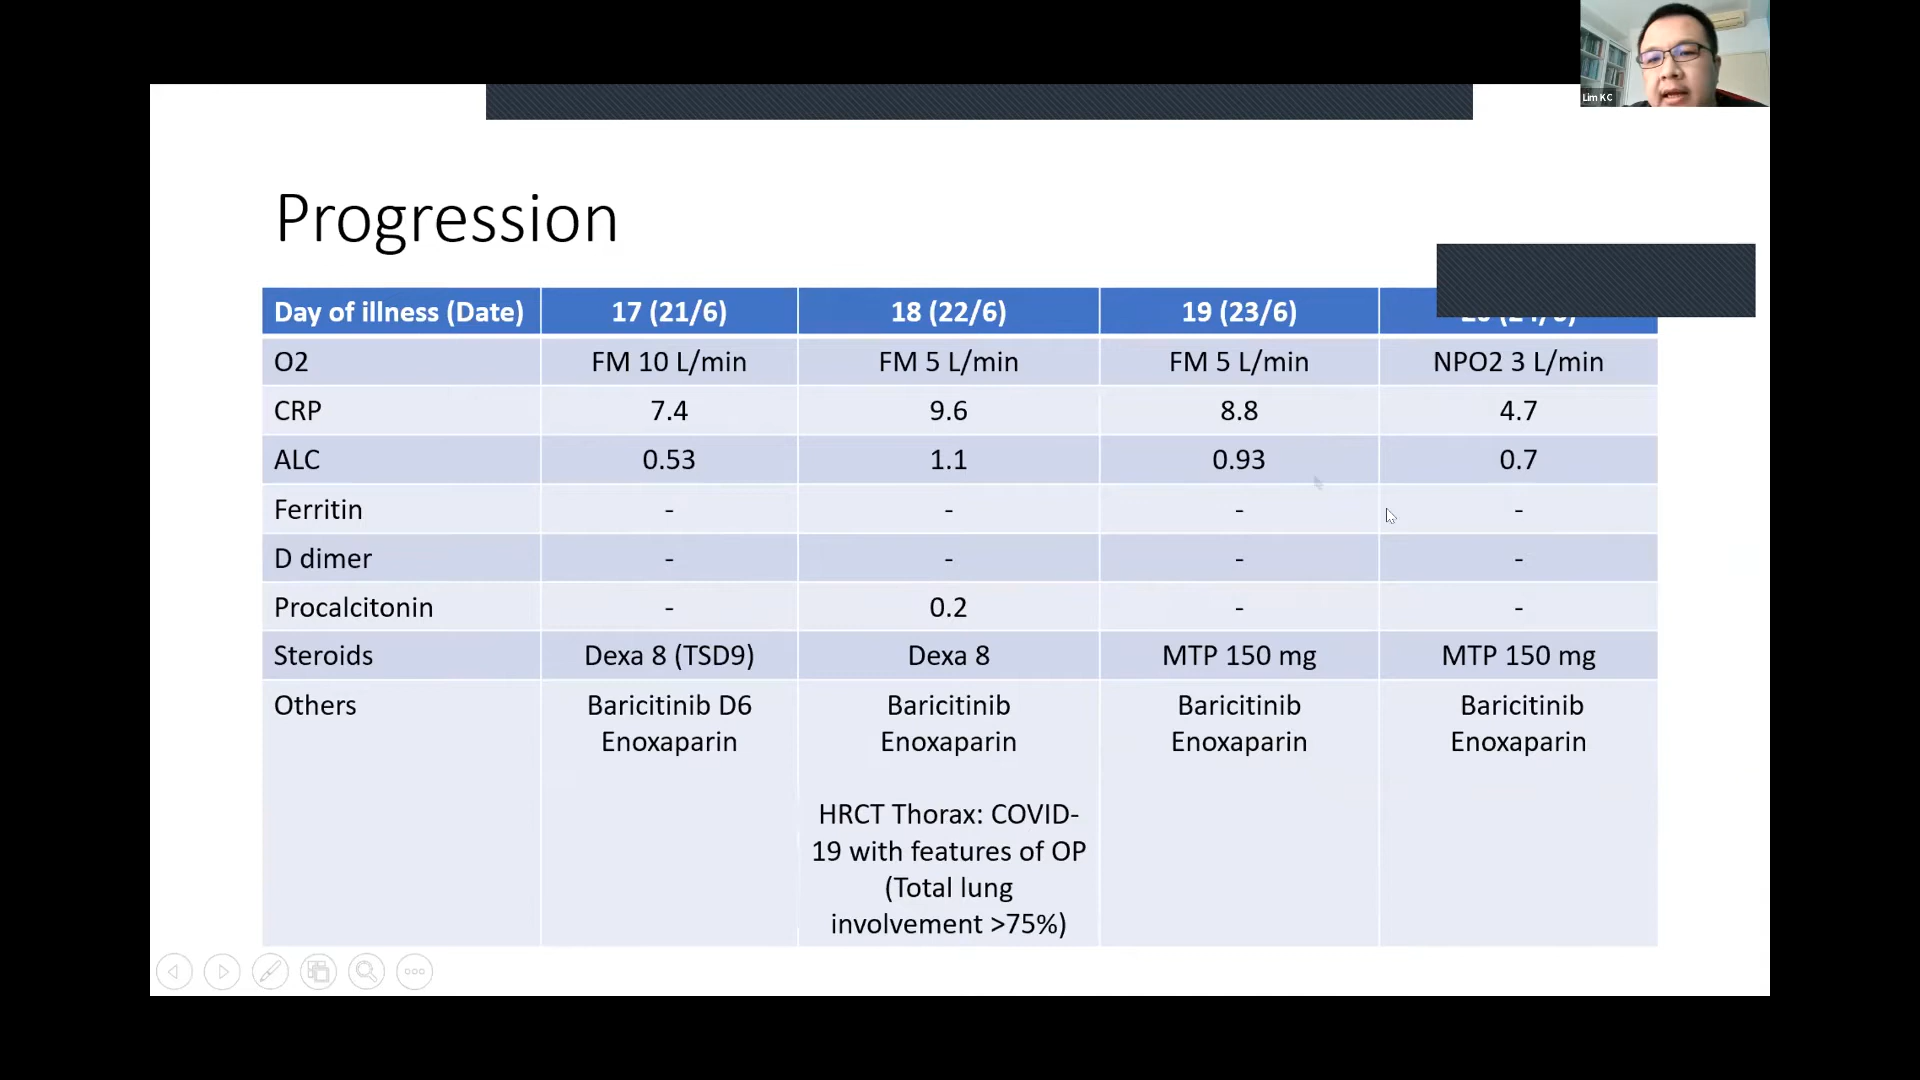 Lim KC
Progression
Day of illness (Date) 17 (21/6) 18 (22/6) 19 (23/6)
O2 FM 10 L/min FM 5 L/min FM 5 L/min NPO2 3 L/min
CRP 7.4 9.6 8.8 4.7
ALC 0.53 1.1 0.93 0.7
Ferritin - - - -
D dimer - - - -
Procalcitonin - 0.2 - -
Steroids Dexa 8 (TSD9) Dexa 8 MTP 150 mg MTP 150 mg
Others Baricitinib D6 Baricitinib Baricitinib Baricitinib
Enoxaparin Enoxaparin Enoxaparin Enoxaparin
HRCT Thorax: COVID-
19 with features of OP
(Total lung
involvement >75%)